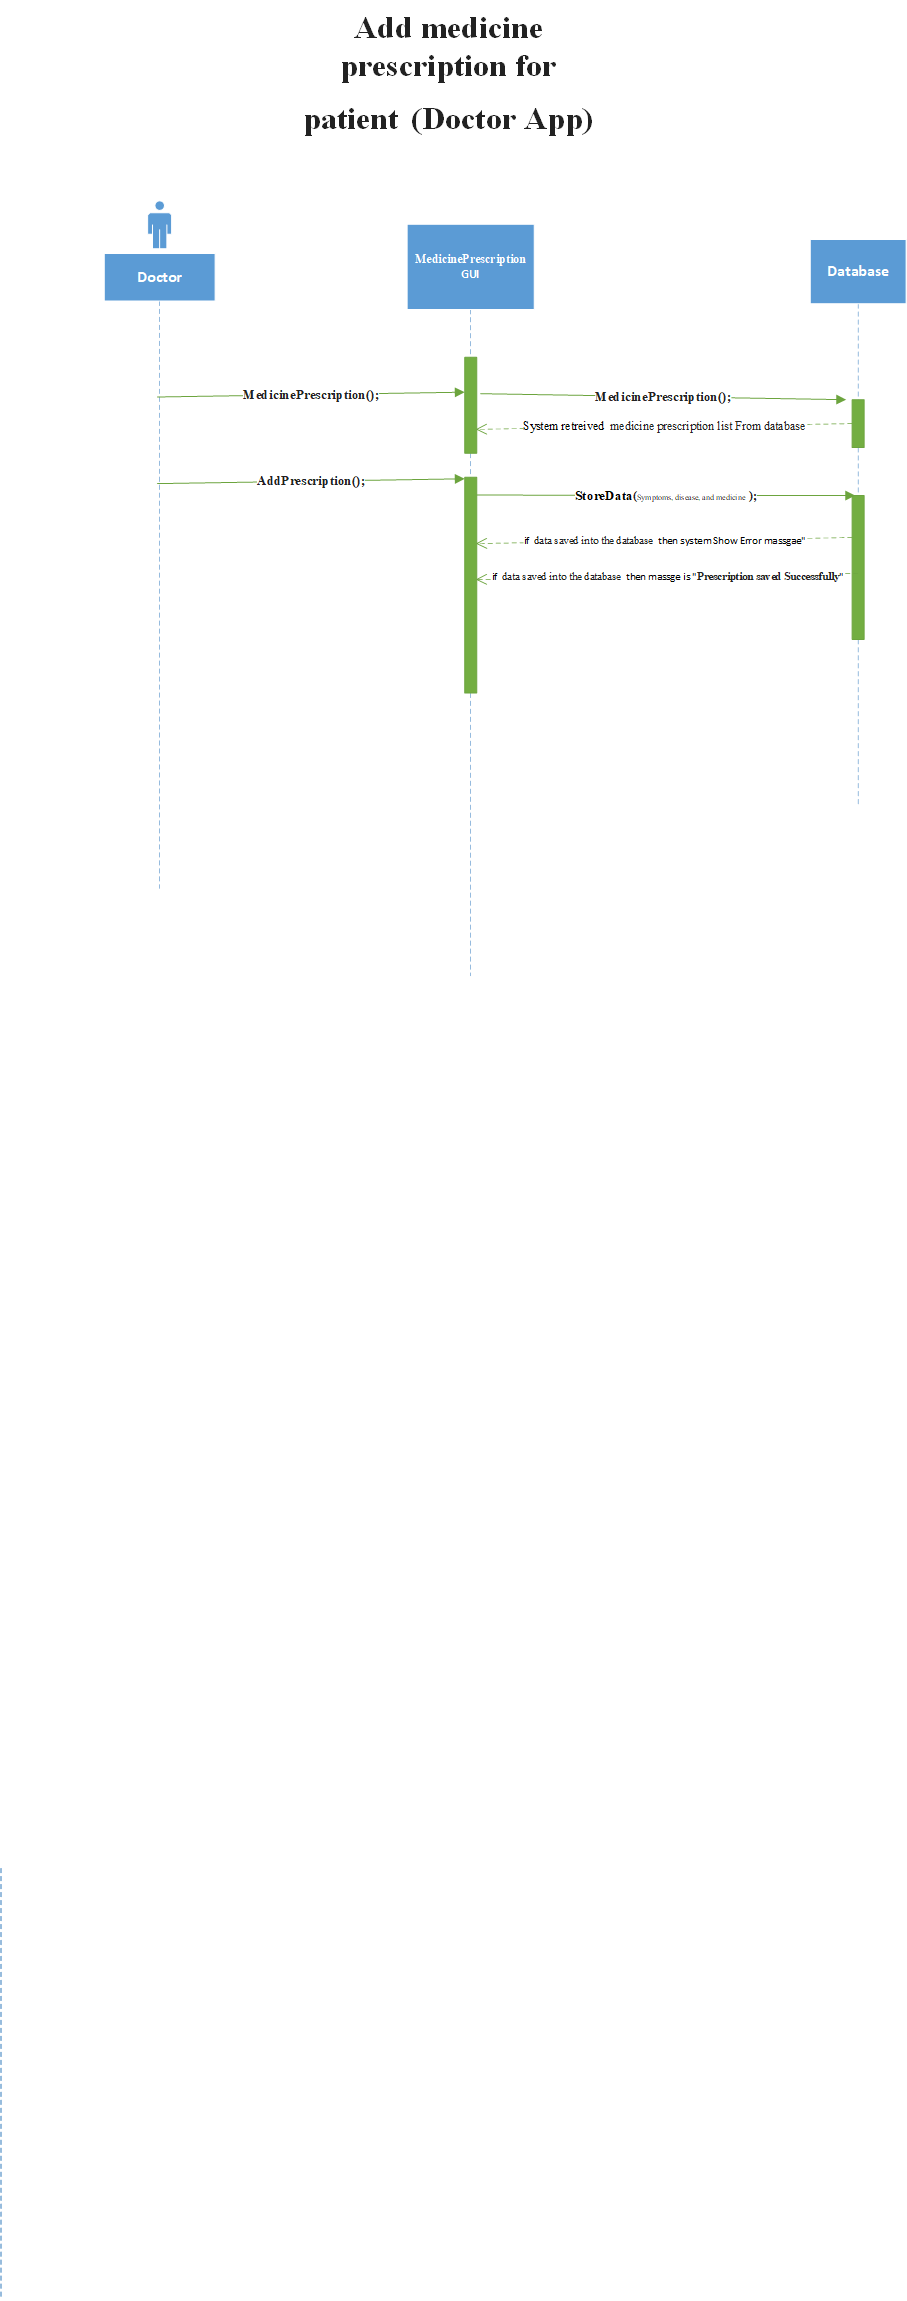 Add medicine
prescription for
patient (Doctor App)
Doctor
MedicinePrescription
GUI
Database
MedicinePrescription();
MedicinePrescription();
System retreived medicine prescription list From database
AddPrescription();
StoreData(Symptoms, disease, and medicine );
if data saved into the database then system Show Error massgae"
if data saved into the database then massge is "Prescription saved Successfully"